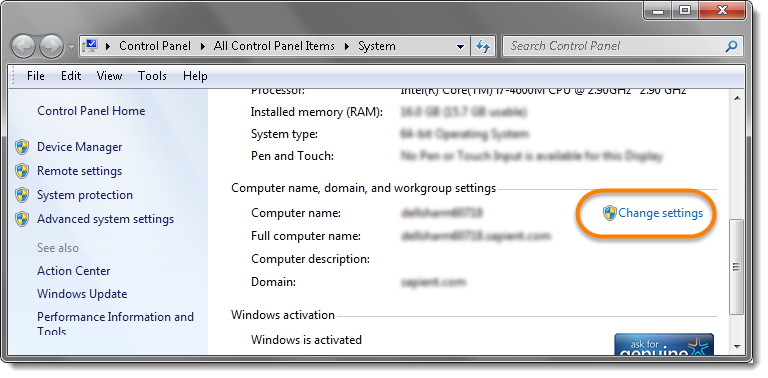 Control Panel ▸ All Control Panel Items ▸ System
Search Control Panel
File Edit View Tools Help
Control Panel Home
Device Manager
Remote settings
System protection
Advanced system settings
See also
Action Center
Windows Update
Performance Information and
Tools
Processor: Intel(R) Core(TM) i7-4600M CPU @ 2.90GHz 2.90 GHz
Installed memory (RAM): 16.0 GB (15.7 GB usable)
System type: 64-bit Operating System
Pen and Touch: No Pen or Touch Input is available for this Display
Computer name, domain, and workgroup settings
Computer name:
Change settings
Full computer name:
Computer description:
Domain:
Windows activation
Windows is activated
ask for
genuine